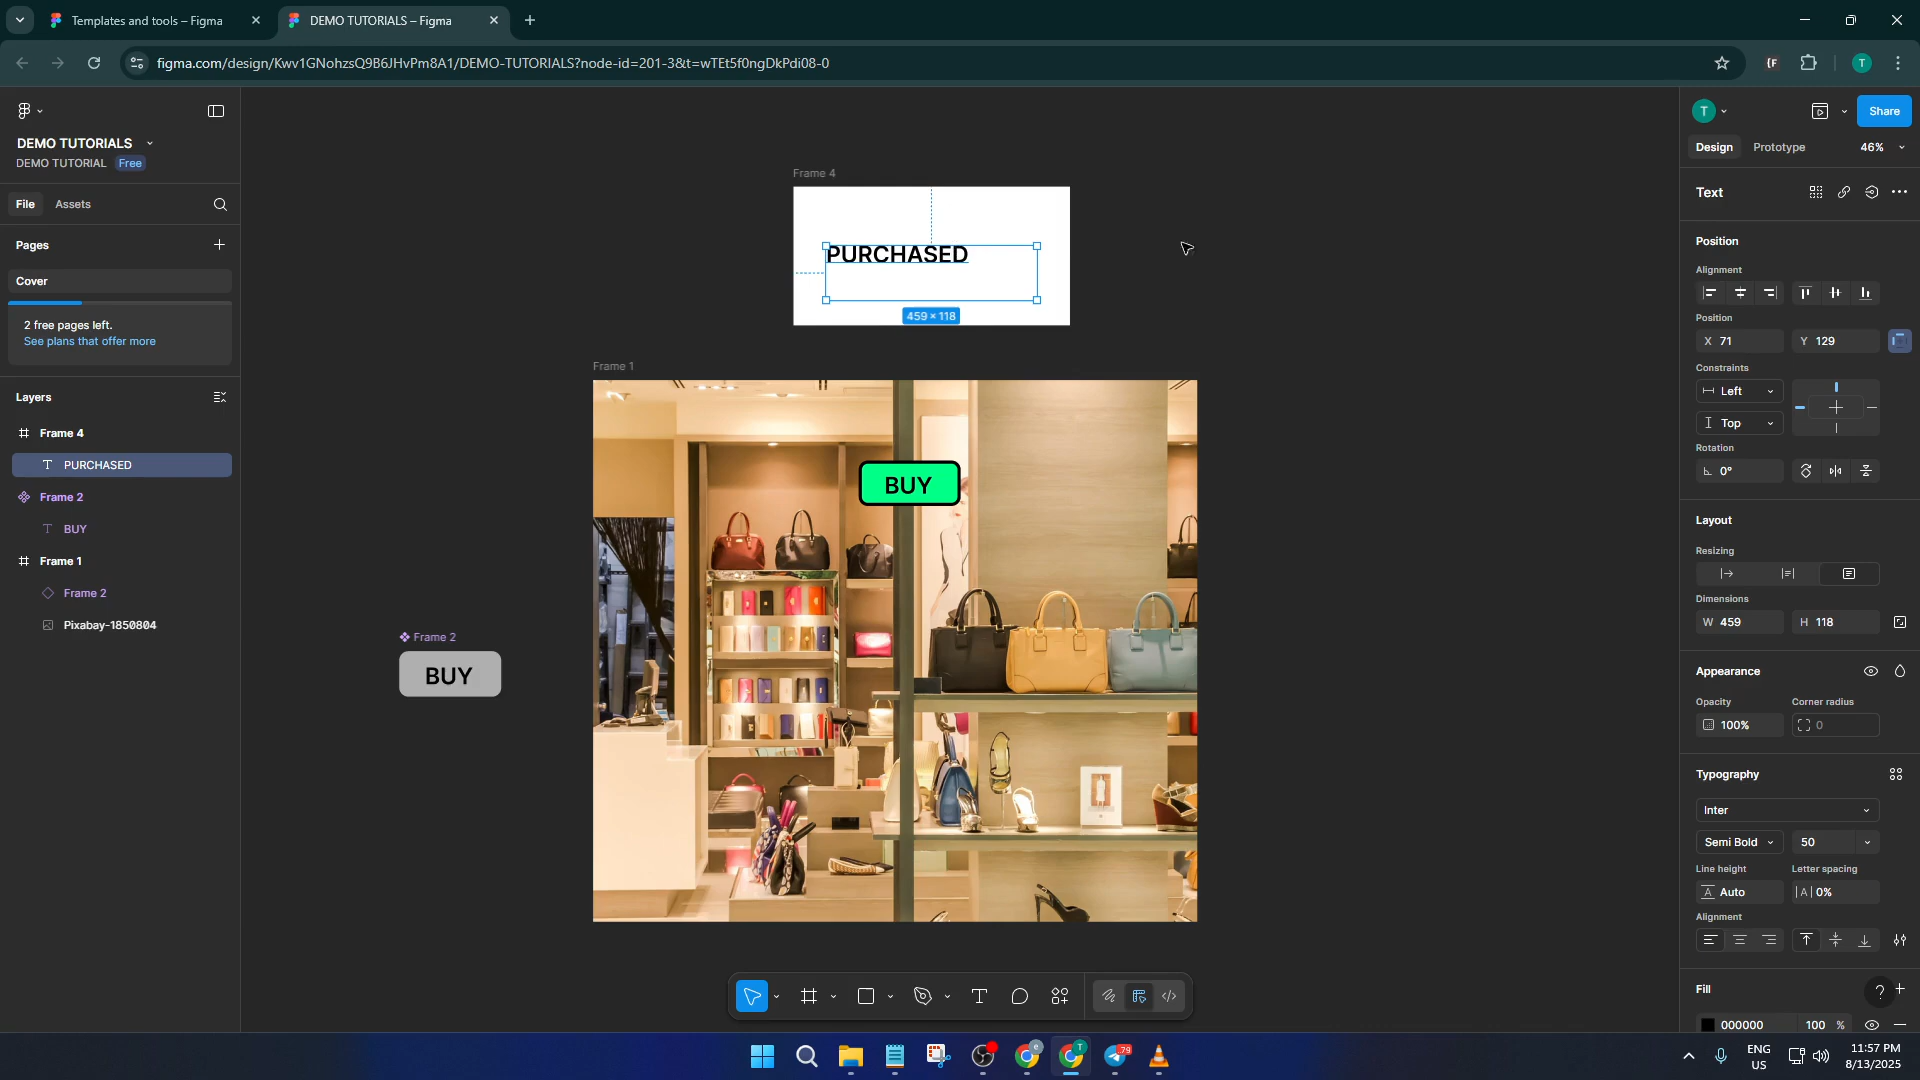 Templates and tools – Figma
DEMO TUTORIALS – Figma
figma.com/design/Kwv1GNohzsQ9B6JHvPm8A1/DEMO-TUTORIALS?node-id=201-3&t=wTEt5f0ngDkPdi08-0
T
DEMO TUTORIALS
DEMO TUTORIAL Free
File Assets
Pages
Cover
2 free pages left.
See plans that offer more
Layers
Frame 4
PURCHASED
Frame 2
BUY
Frame 1
Frame 2
Pixabay-1850804
Frame 4
PURCHASED
459 × 118
Frame 1
BUY
Frame 2
BUY
T
Share
Design Prototype 46%
Text
Position
Alignment
Position
X 71 Y 129
Constraints
Left
Top
Rotation
0°
Layout
Resizing
Dimensions
W 459 H 118
Appearance
Opacity Corner radius
100% 0
Typography
Inter
Semi Bold 50
Line height Letter spacing
Auto 0%
Alignment
Fill
?
000000 100 %
79
ENG
US
11:57 PM
8/13/2025